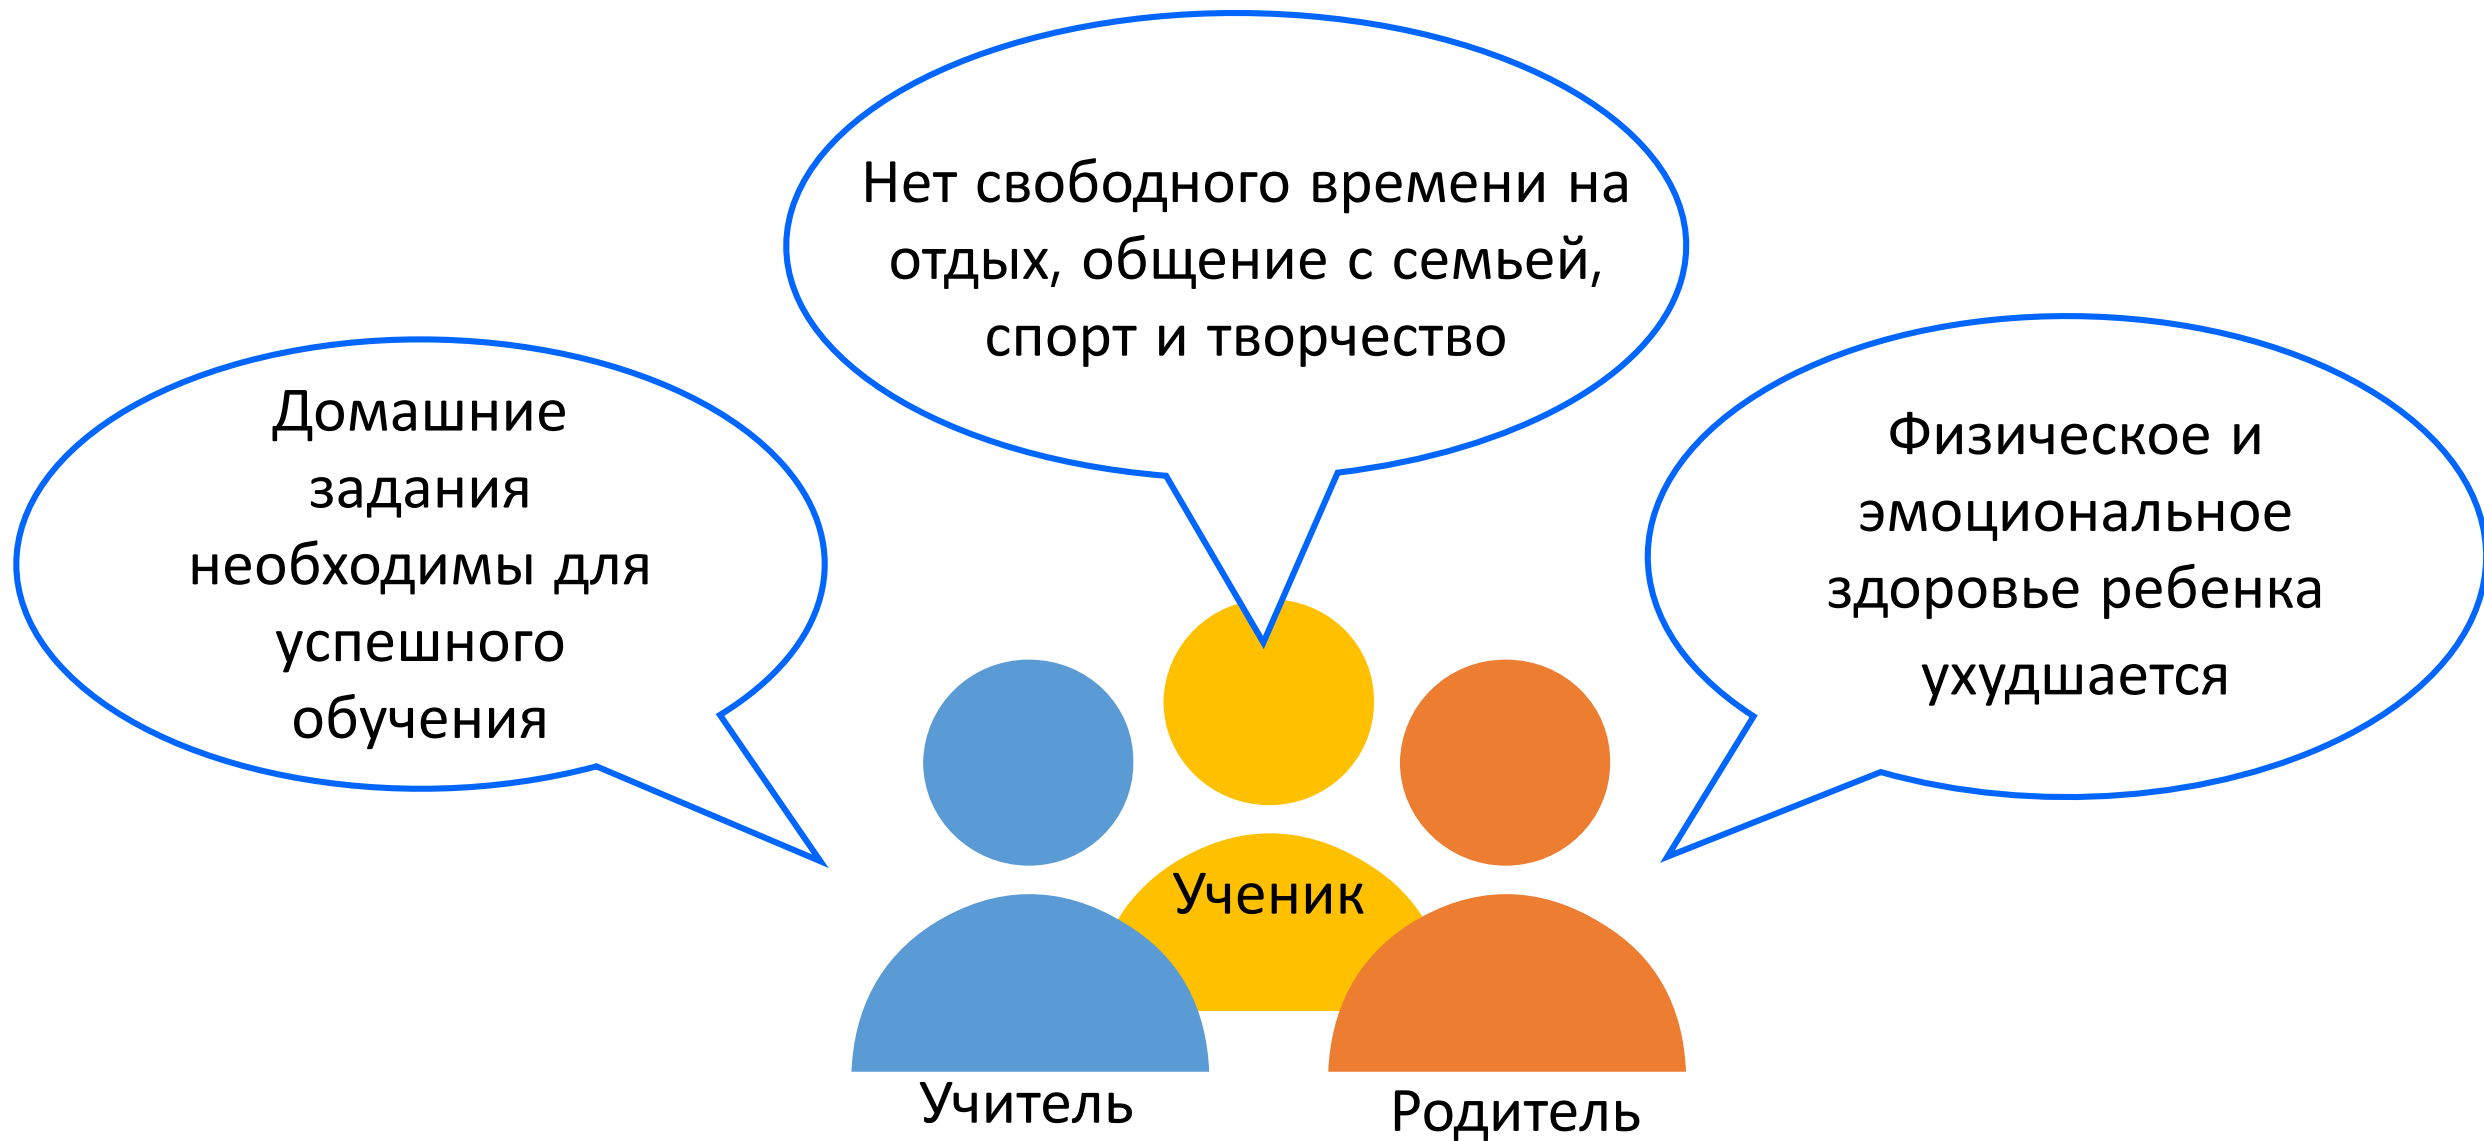 Нет свободного времени на
отдых, общение с семьей,
спорт и творчество
Домашние
задания
необходимы для
успешного
обучения
Физическое и
эмоциональное
здоровье ребенка
ухудшается
Ученик
Учитель
Родитель